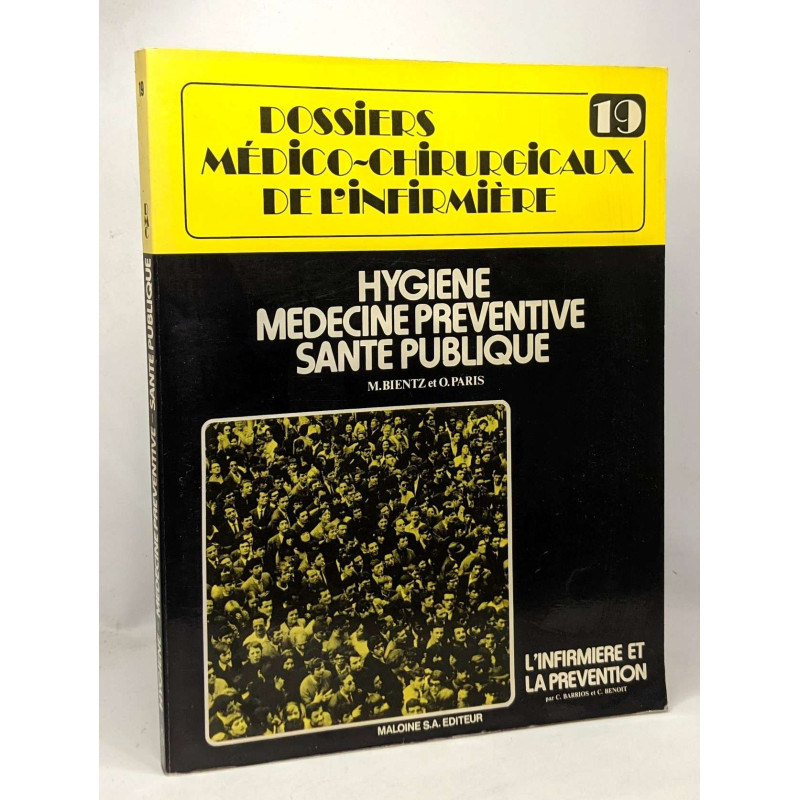 DOSSiERS
19
MÉDiCO~CHiRURGiCAUX
DE L'iNFiRMiÈRE
HYGIENE
MEDECINE PREVENTIVE
SANTE PUBLIQUE
M.BIENTZ et O.PARIS
L'INFIRMIERE ET
LA PREVENTION
par C. BARRIOS et C. BENOIT
MALOINE S.A. EDITEUR
19
HYGIENE - MEDECINE PREVENTIVE - SANTE PUBLIQUE